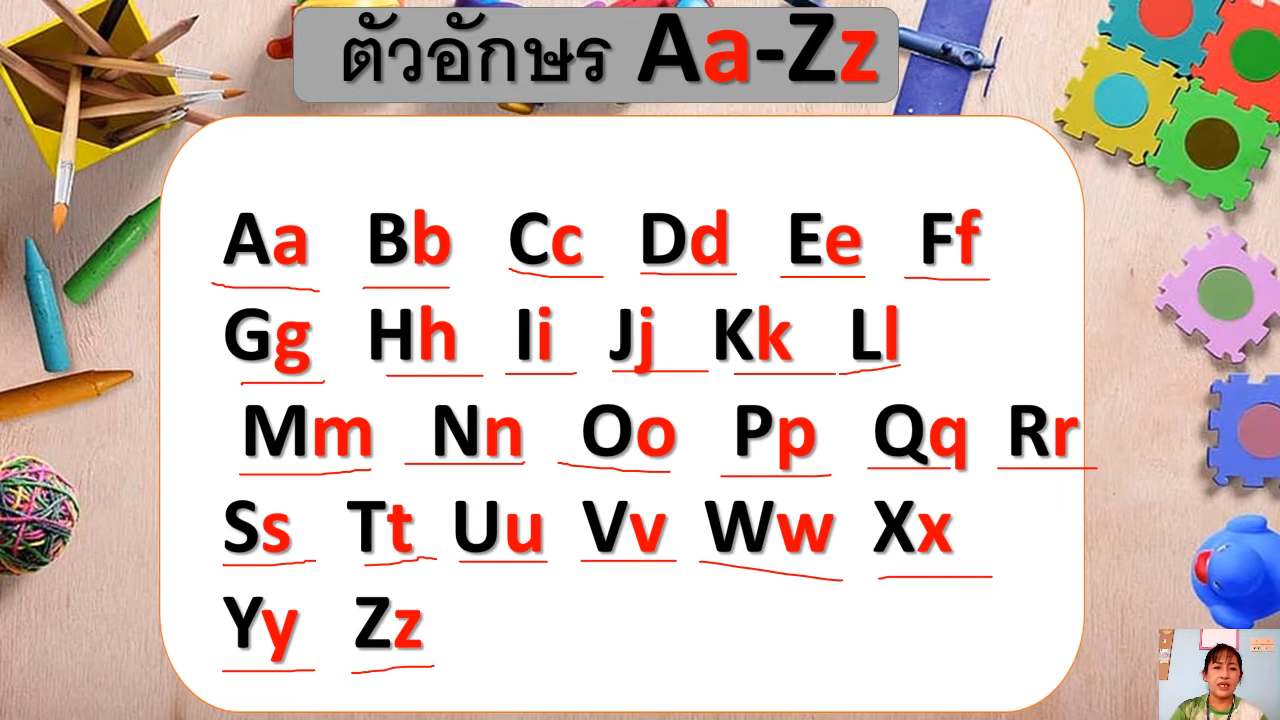 ตัวอักษร Aa-Zz
Aa Bb Cc Dd Ee Ff
Gg Hh Ii Jj Kk Ll
Mm Nn Oo Pp Qq Rr
Ss Tt Uu Vv Ww Xx
Yy Zz